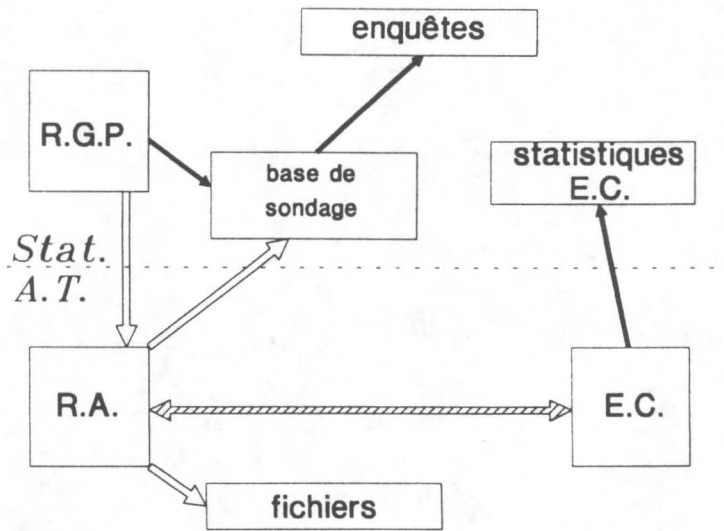 enquêtes
R.G.P.
base de
sondage
statistiques
E.C.
Stat.
A.T.
R.A.
E.C.
fichiers